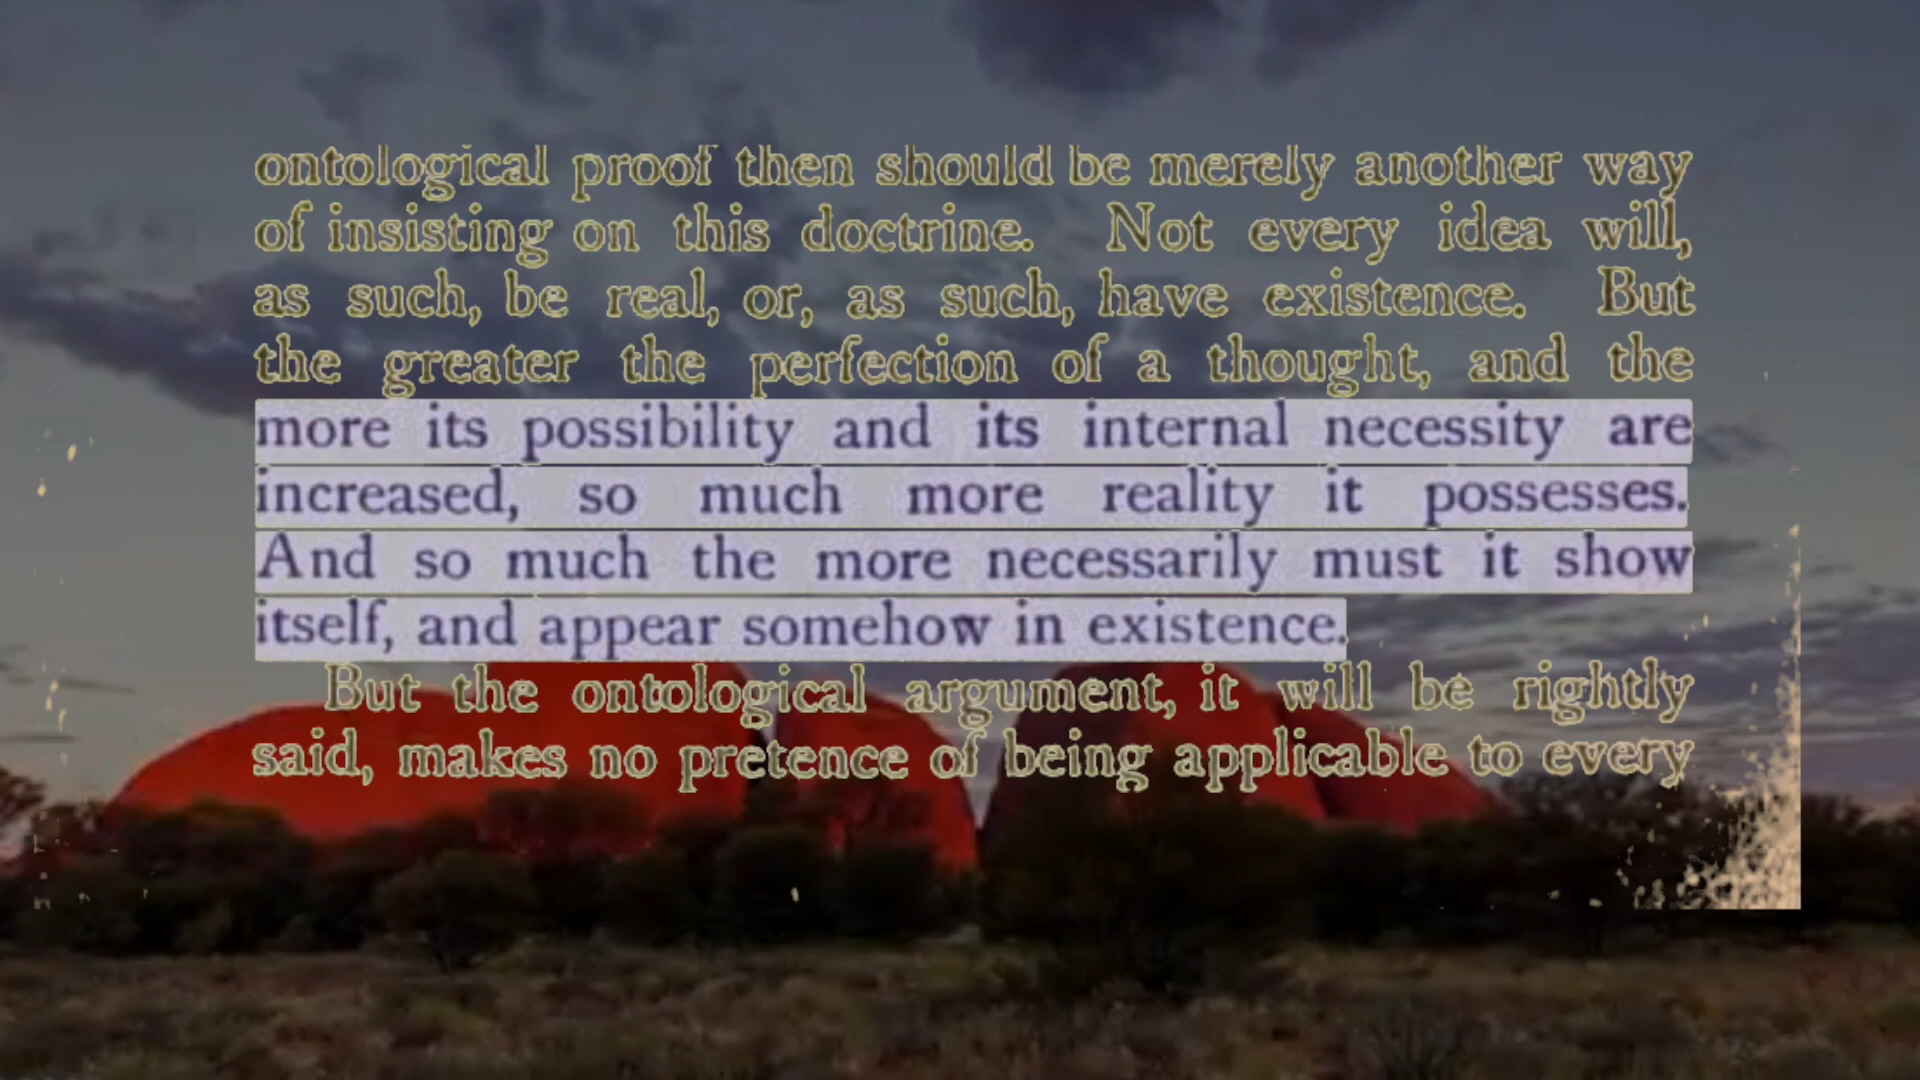 ontological proof then should be merely another way
of insisting on this doctrine. Not every idea will,
as such, be real, or, as such, have existence. But
the greater the perfection of a thought, and the
more its possibility and its internal necessity are
increased, so much more reality it possesses.
And so much the more necessarily must it show
itself, and appear somehow in existence.
But the ontological argument, it will be rightly
said, makes no pretence of being applicable to every